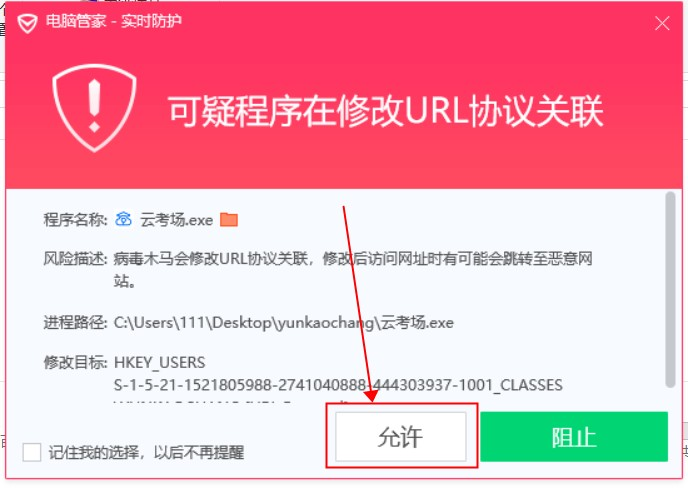 电脑管家 - 实时防护
可疑程序在修改URL协议关联
程序名称: 云考场.exe
风险描述: 病毒木马会修改URL协议关联，修改后访问网址时有可能会跳转至恶意网
站。
进程路径: C:\Users\111\Desktop\yunkaochang\云考场.exe
修改目标: HKEY_USERS
S-1-5-21-1521805988-2741040888-444303937-1001_CLASSES
记住我的选择，以后不再提醒
允许
阻止